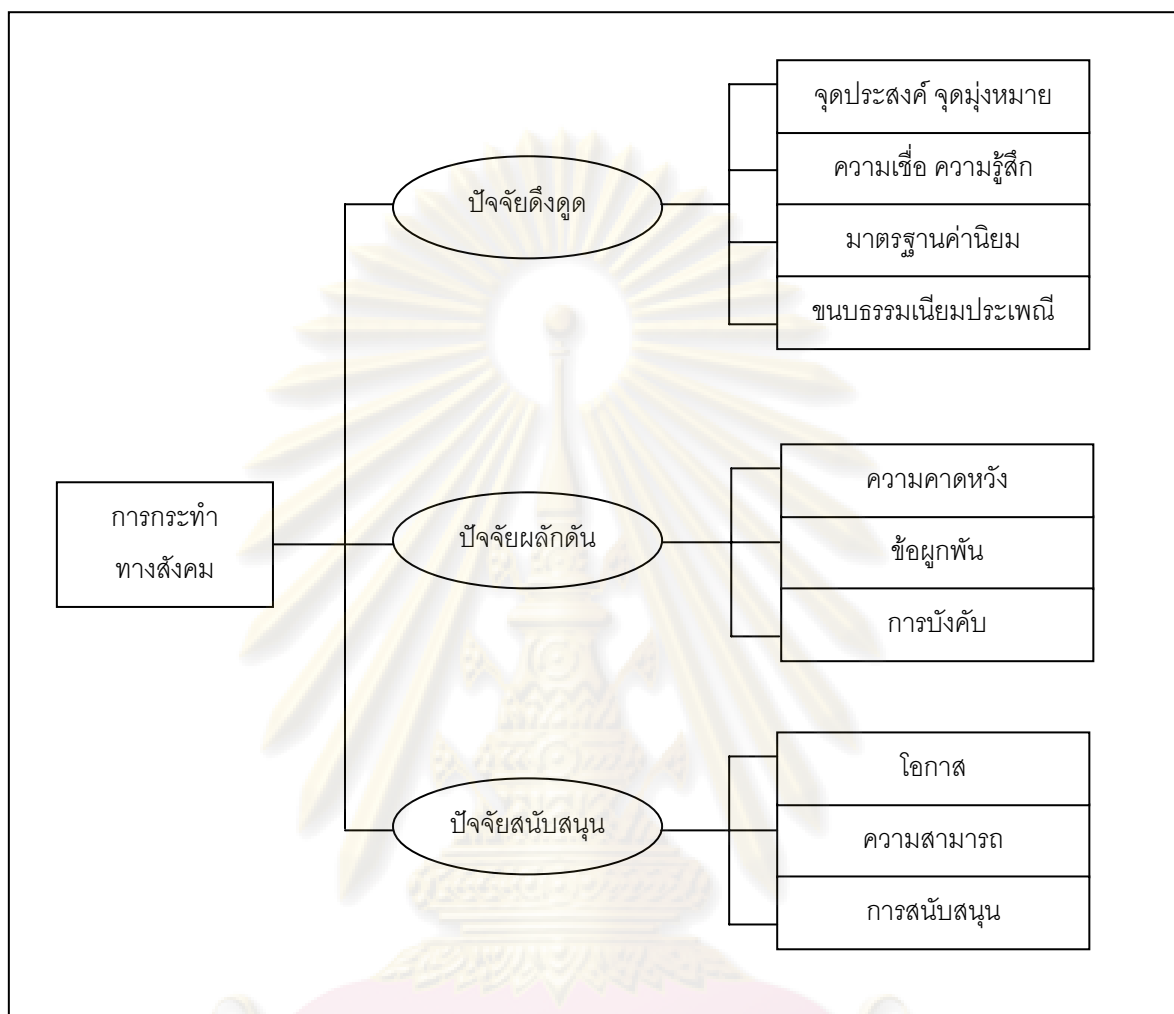 จุดประสงค์ จุดมุ่งหมาย
ความเชื่อ ความรู้สึก
ปัจจัยดึงดูด
มาตรฐานค่านิยม
ขนบธรรมเนียมประเพณี
ความคาดหวัง
การกระทำ
ทางสังคม
ปัจจัยผลักดัน
ข้อผูกพัน
การบังคับ
โอกาส
ปัจจัยสนับสนุน
ความสามารถ
การสนับสนุน